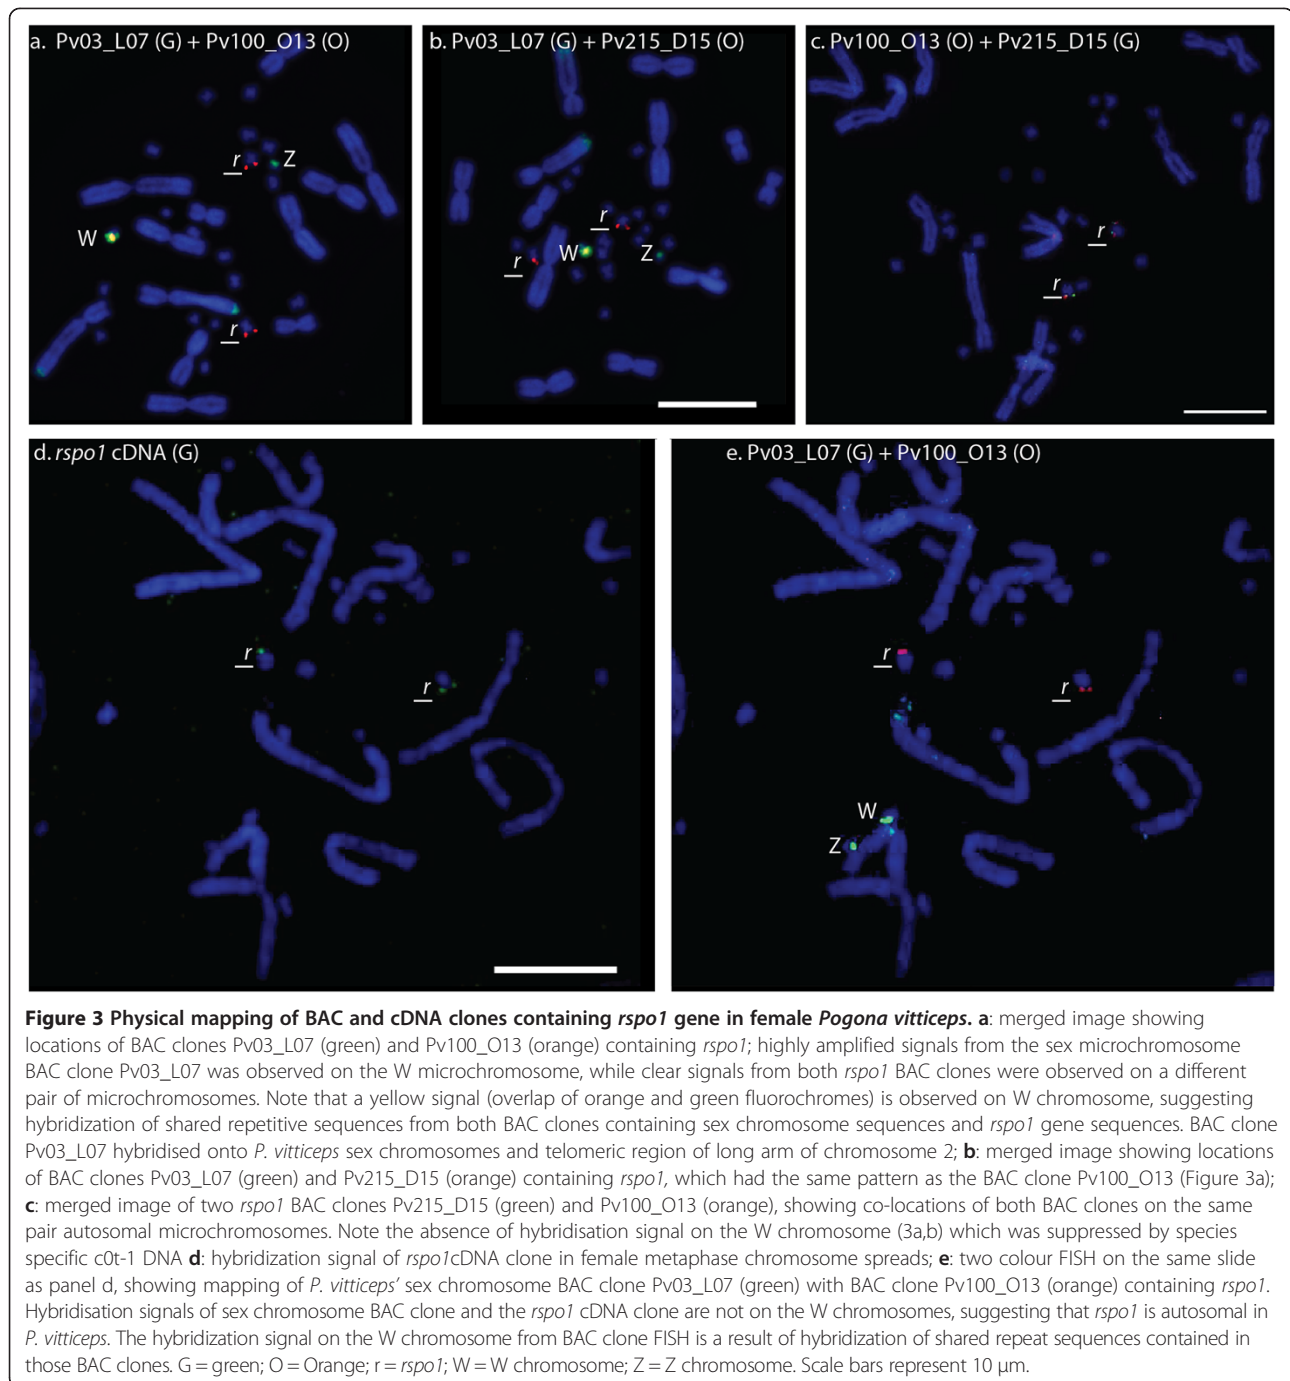 a. Pv03_L07 (G) + Pv100_O13 (O)
b. Pv03_L07 (G) + Pv215_D15 (O)
c. Pv100_O13 (O) + Pv215_D15 (G)
r
Z
W
r
r
W
Z
r
r
r
d. rspo1 cDNA (G)
e. Pv03_L07 (G) + Pv100_O13 (O)
r
r
r
r
W
Z
Figure 3 Physical mapping of BAC and cDNA clones containing rspo1 gene in female Pogona vitticeps. a: merged image showing
locations of BAC clones Pv03_L07 (green) and Pv100_O13 (orange) containing rspo1; highly amplified signals from the sex microchromosome
BAC clone Pv03_L07 was observed on the W microchromosome, while clear signals from both rspo1 BAC clones were observed on a different
pair of microchromosomes. Note that a yellow signal (overlap of orange and green fluorochromes) is observed on W chromosome, suggesting
hybridization of shared repetitive sequences from both BAC clones containing sex chromosome sequences and rspo1 gene sequences. BAC clone
Pv03_L07 hybridised onto P. vitticeps sex chromosomes and telomeric region of long arm of chromosome 2; b: merged image showing locations
of BAC clones Pv03_L07 (green) and Pv215_D15 (orange) containing rspo1, which had the same pattern as the BAC clone Pv100_O13 (Figure 3a);
c: merged image of two rspo1 BAC clones Pv215_D15 (green) and Pv100_O13 (orange), showing co-locations of both BAC clones on the same
pair autosomal microchromosomes. Note the absence of hybridisation signal on the W chromosome (3a,b) which was suppressed by species
specific c0t-1 DNA d: hybridization signal of rspo1cDNA clone in female metaphase chromosome spreads; e: two colour FISH on the same slide
as panel d, showing mapping of P. vitticeps' sex chromosome BAC clone Pv03_L07 (green) with BAC clone Pv100_O13 (orange) containing rspo1.
Hybridisation signals of sex chromosome BAC clone and the rspo1 cDNA clone are not on the W chromosomes, suggesting that rspo1 is autosomal in
P. vitticeps. The hybridization signal on the W chromosome from BAC clone FISH is a result of hybridization of shared repeat sequences contained in
those BAC clones. G = green; O = Orange; r = rspo1; W = W chromosome; Z = Z chromosome. Scale bars represent 10 μm.